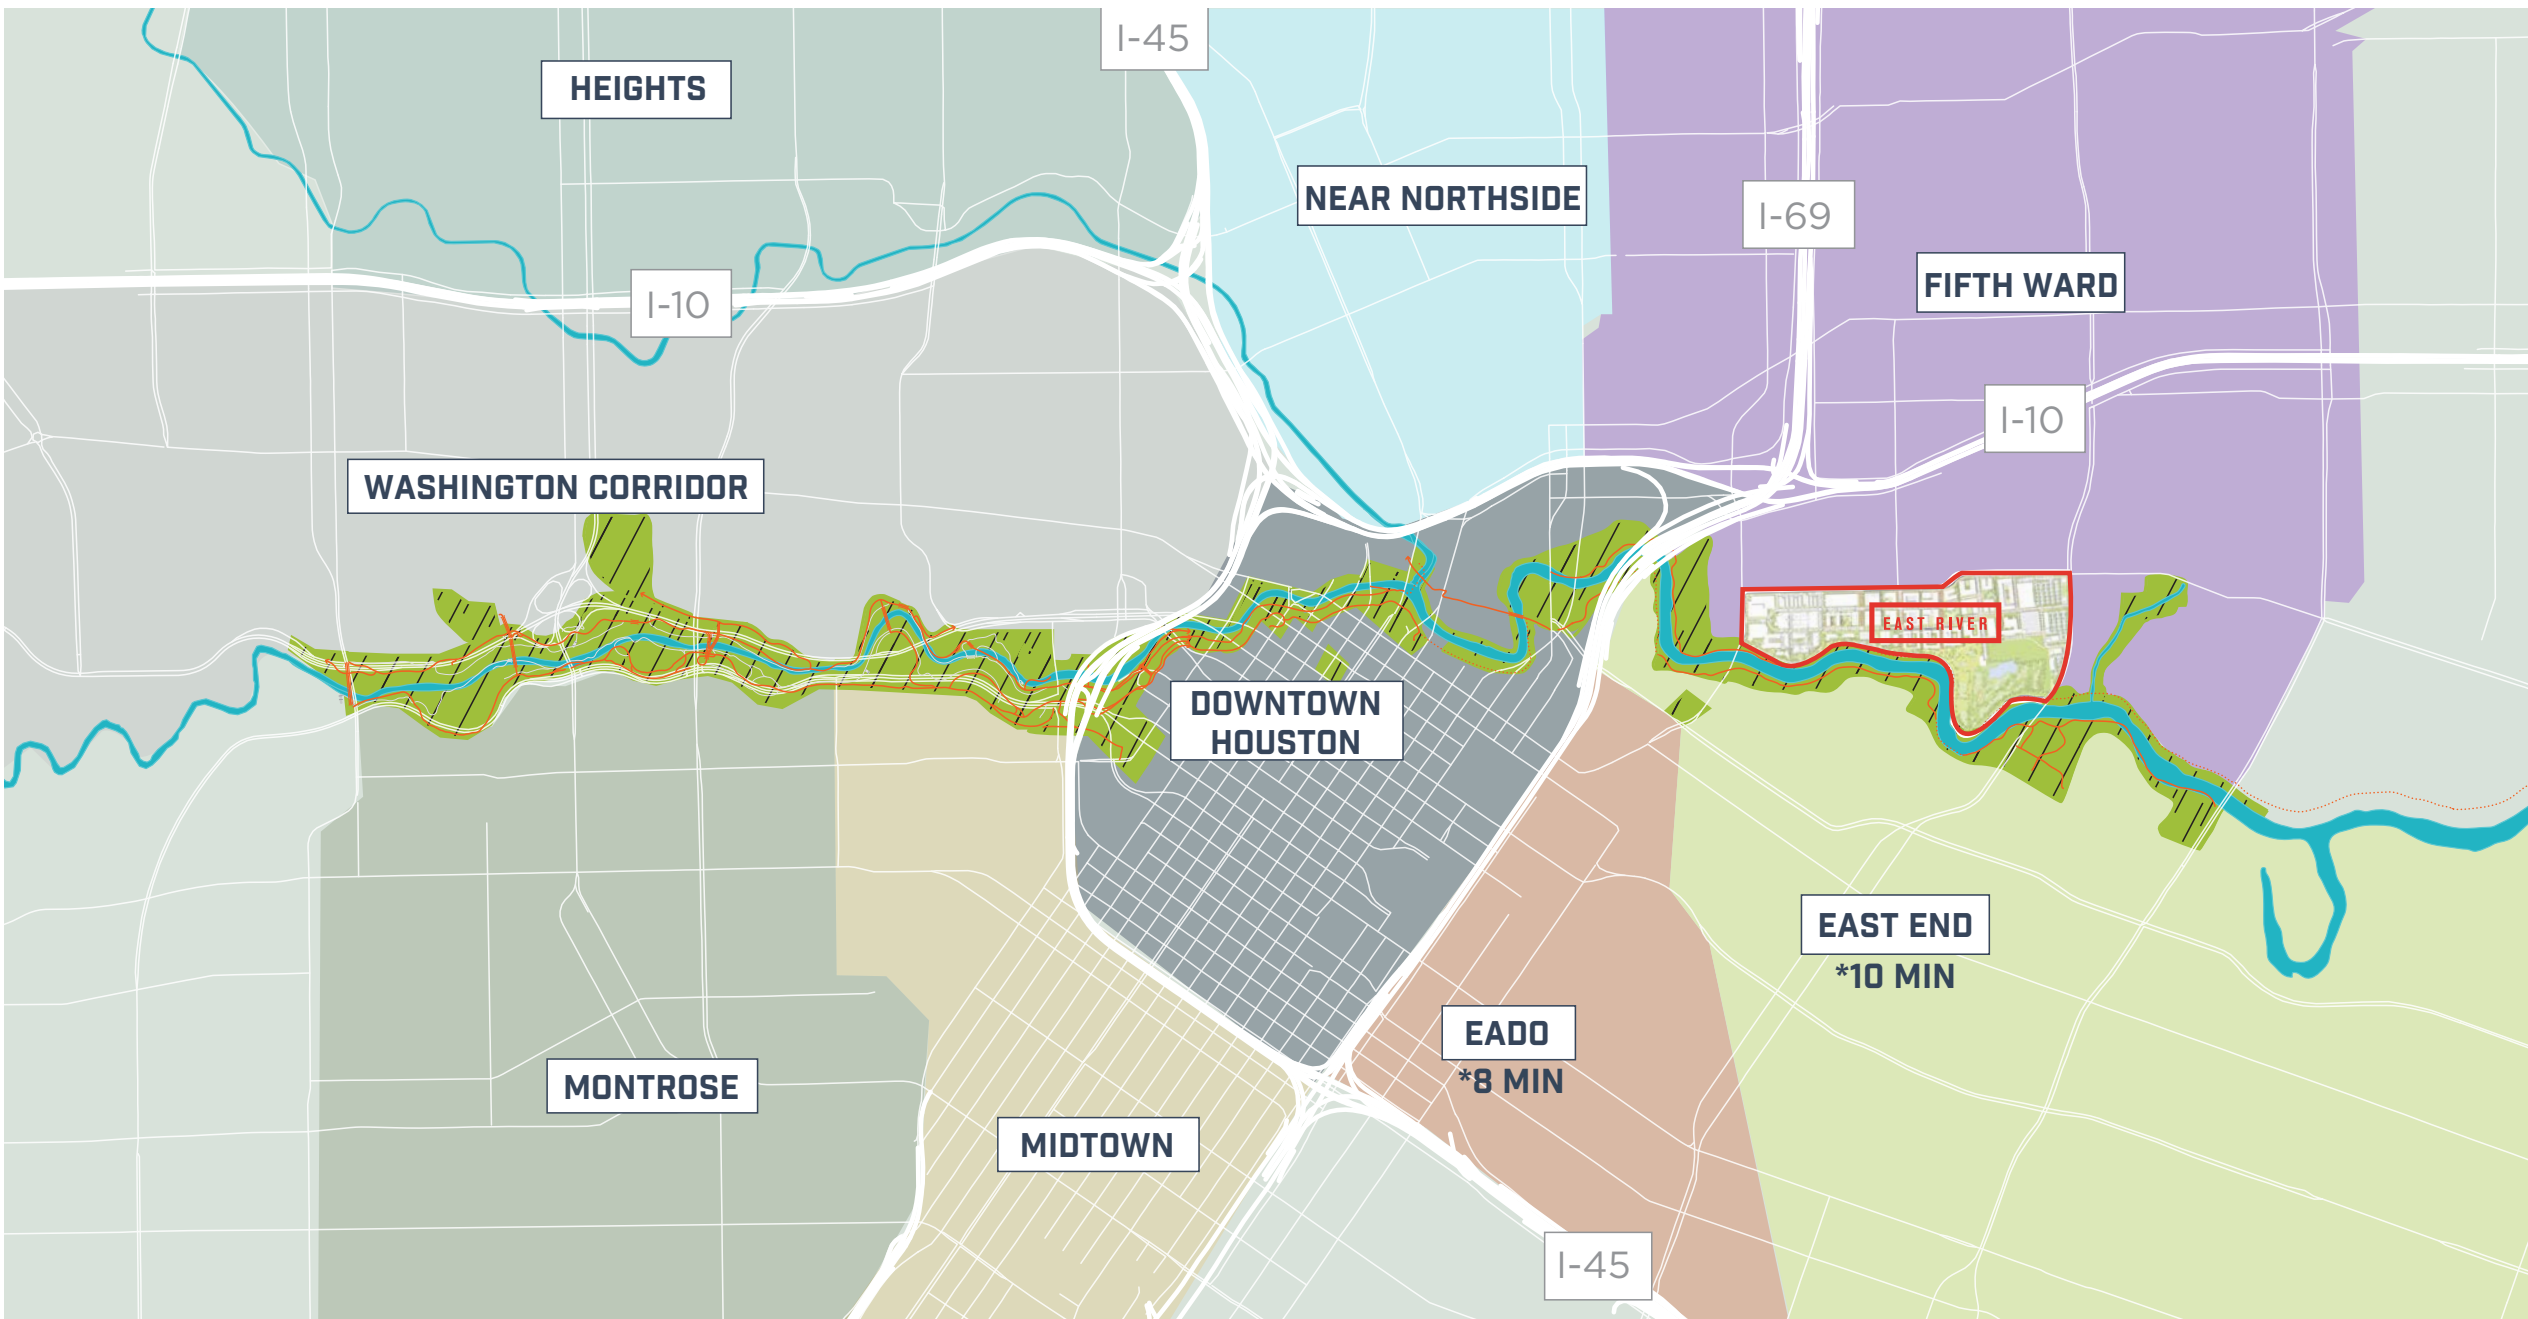 I-45
HEIGHTS
NEAR NORTHSIDE
I-69
FIFTH WARD
I-10
I-10
WASHINGTON CORRIDOR
EAST RIVER
DOWNTOWN
HOUSTON
EAST END
*10 MIN
EADO
*8 MIN
MONTROSE
MIDTOWN
I-45